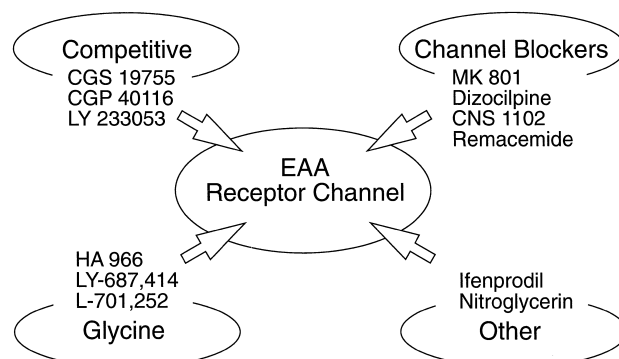 Competitive
CGS 19755
CGP 40116
LY 233053
Channel Blockers
MK 801
Dizocilpine
CNS 1102
Remacemide
EAA
Receptor Channel
HA 966
LY-687,414
L-701,252
Glycine
Ifenprodil
Nitroglycerin
Other